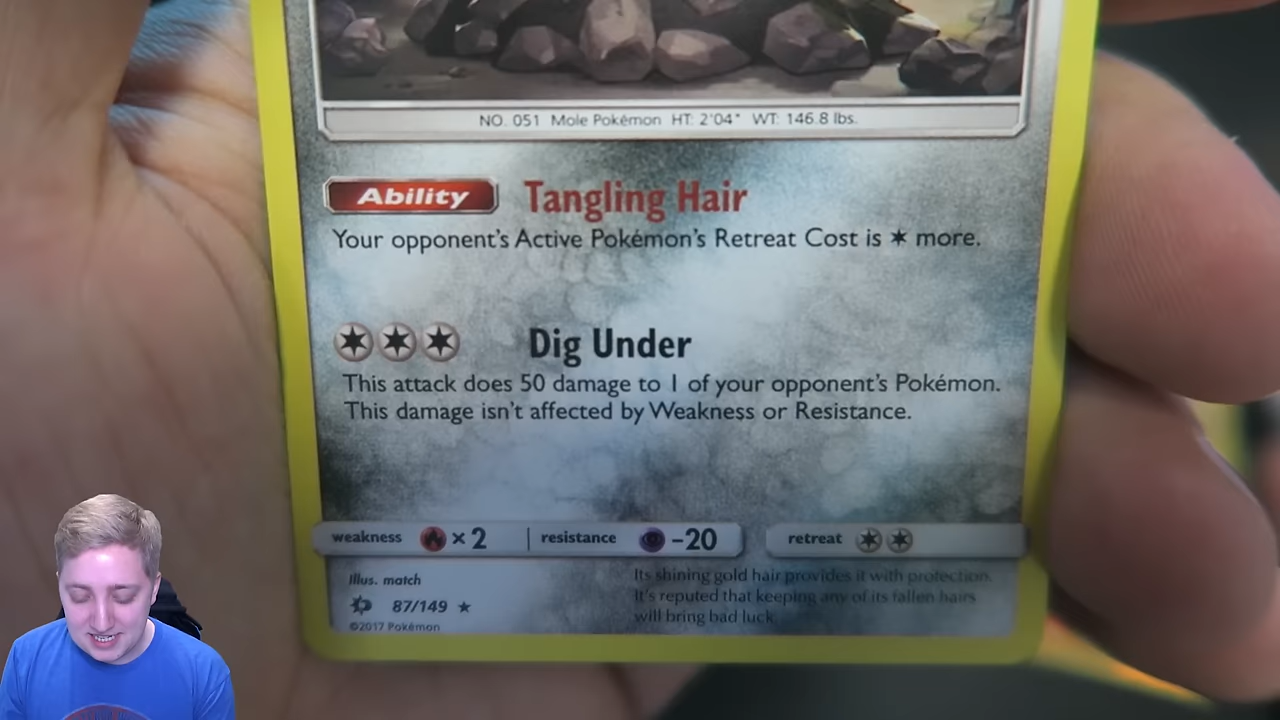 NO. 051 Mole Pokémon HT: 2'04" WT: 146.8 lbs.
Ability Tangling Hair
Your opponent's Active Pokémon's Retreat Cost is ✶ more.
Dig Under
This attack does 50 damage to 1 of your opponent's Pokémon.
This damage isn't affected by Weakness or Resistance.
weakness × 2 resistance -20 retreat
Illus. match
87/149 ★
©2017 Pokémon
Its shining gold hair provides it with protection.
It's reputed that keeping any of its fallen hairs
will bring bad luck.